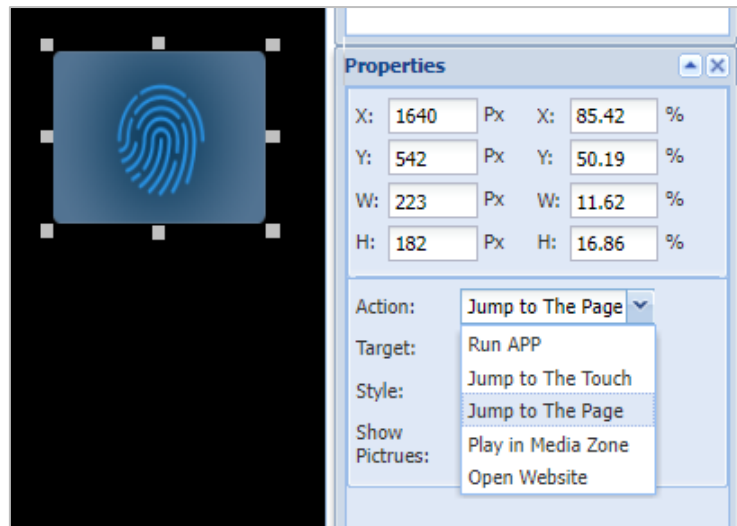 Properties
X: 1640 Px X: 85.42 %
Y: 542 Px Y: 50.19 %
W: 223 Px W: 11.62 %
H: 182 Px H: 16.86 %
Action: Jump to The Page
Target: Run APP
Jump to The Touch
Style: Jump to The Page
Show
Pictrues: Play in Media Zone
Open Website